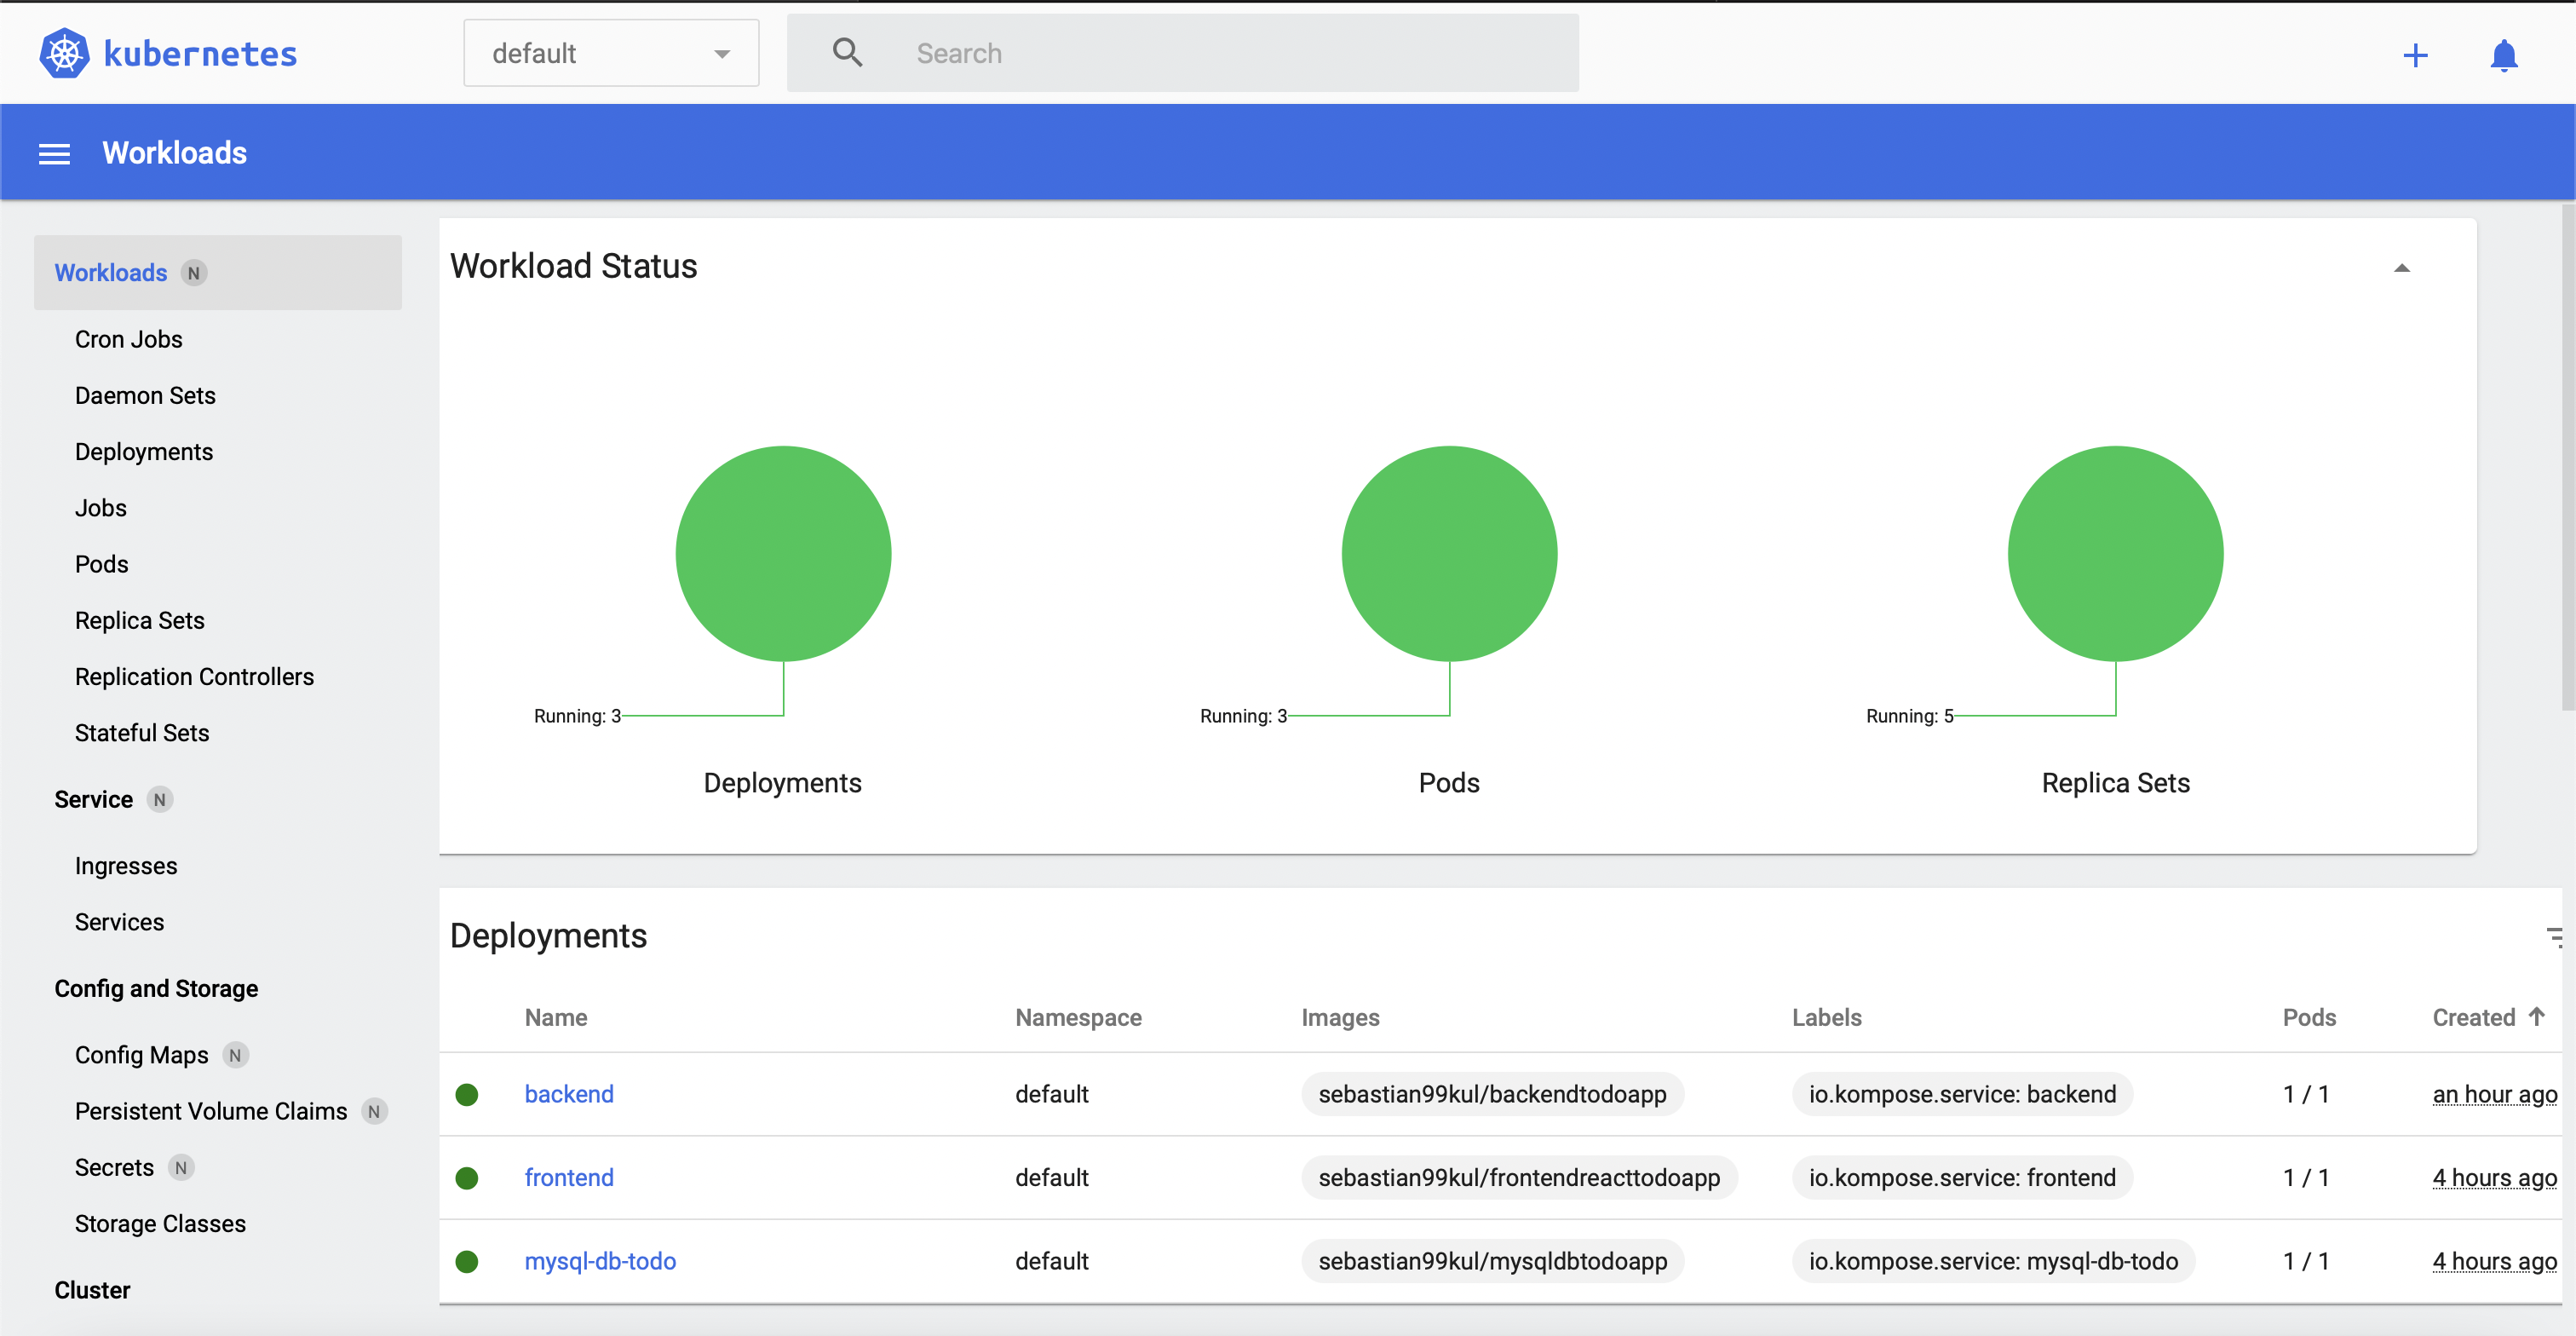 kubernetes
default
Search
Workloads
Workloads N
Cron Jobs
Daemon Sets
Deployments
Jobs
Pods
Replica Sets
Replication Controllers
Stateful Sets
Service N
Ingresses
Services
Config and Storage
Config Maps N
Persistent Volume Claims N
Secrets N
Storage Classes
Cluster
Workload Status
Running: 3
Deployments
Running: 3
Pods
Running: 5
Replica Sets
Deployments
Name Namespace Images Labels Pods Created
backend default sebastian99kul/backendtodoapp io.kompose.service: backend 1 / 1 an hour ago
frontend default sebastian99kul/frontendreacttodoapp io.kompose.service: frontend 1 / 1 4 hours ago
mysql-db-todo default sebastian99kul/mysqldbtodoapp io.kompose.service: mysql-db-todo 1 / 1 4 hours ago